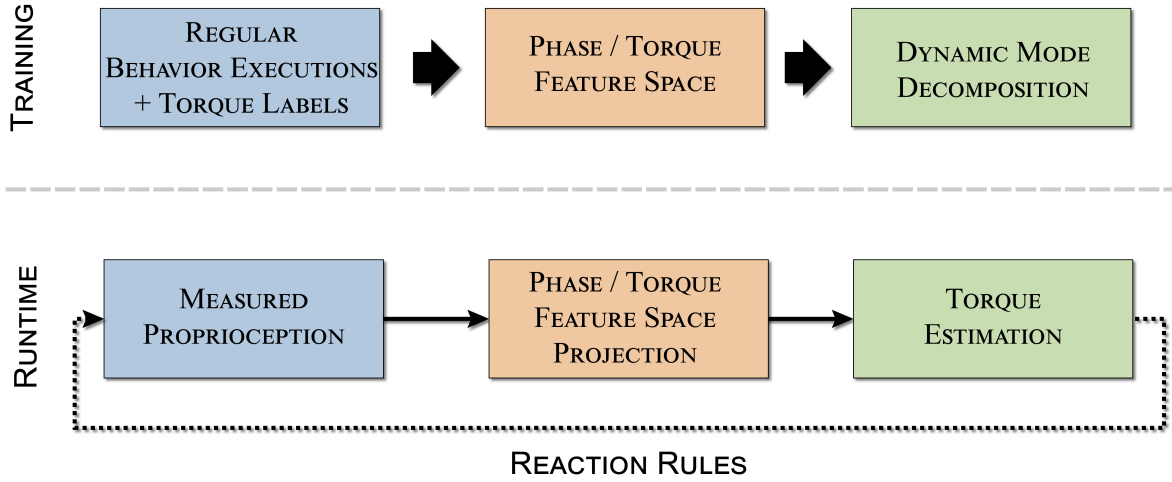 TRAINING
REGULAR
BEHAVIOR EXECUTIONS
+ TORQUE LABELS
PHASE / TORQUE
FEATURE SPACE
DYNAMIC MODE
DECOMPOSITION
RUNTIME
MEASURED
PROPRIOCEPTION
PHASE / TORQUE
FEATURE SPACE
PROJECTION
TORQUE
ESTIMATION
REACTION RULES